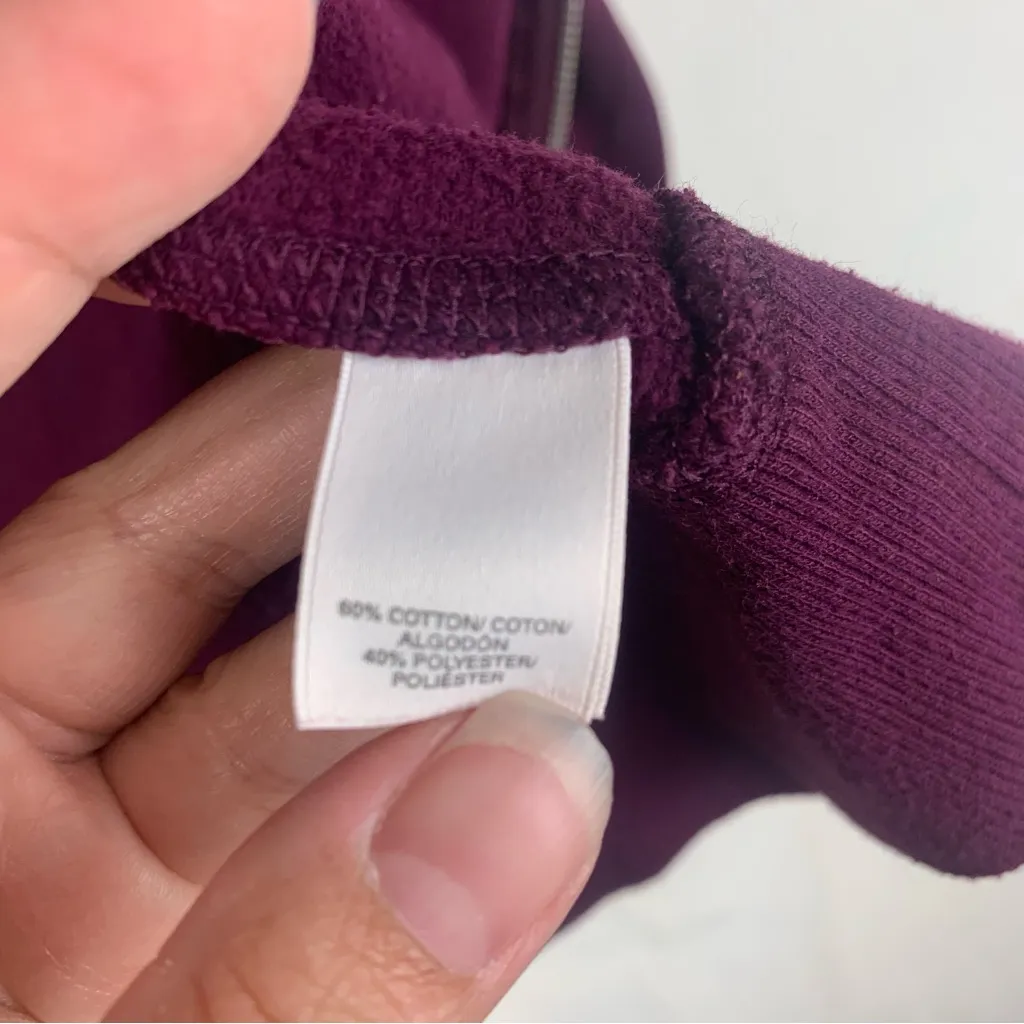 60% COTTON/ COTON/
ALGODÓN
40% POLYESTER/
POLIÉSTER